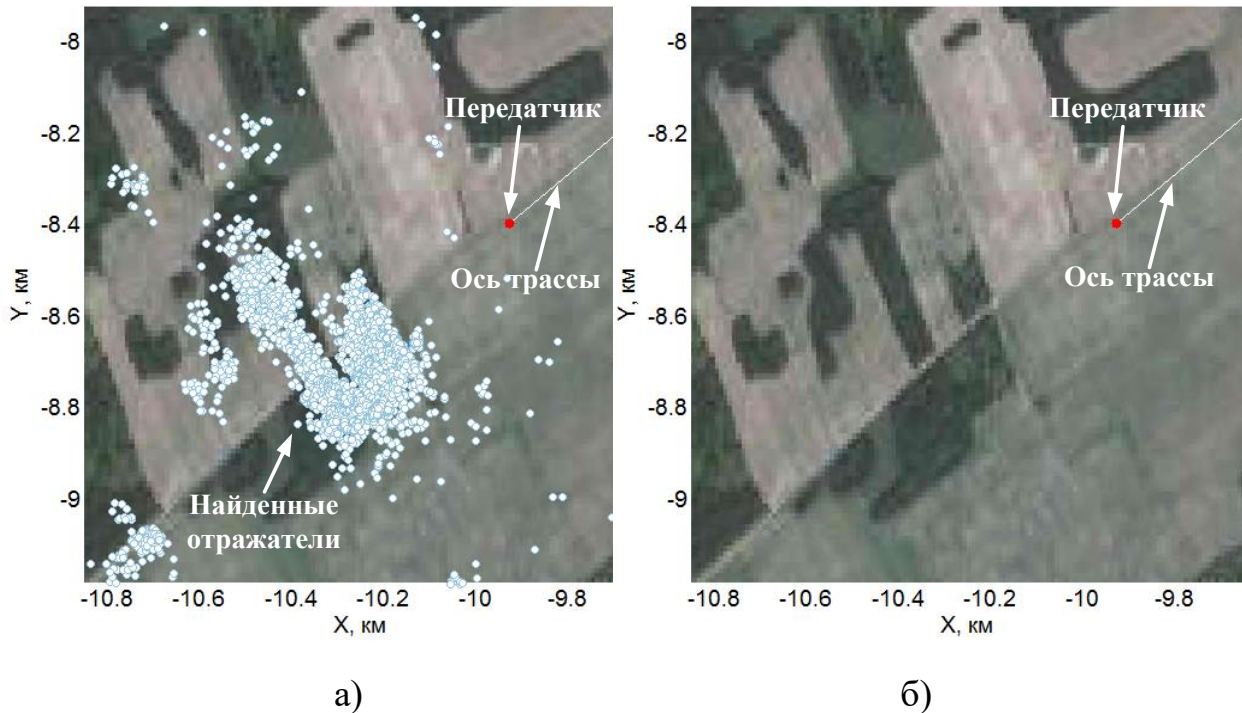 -8
-8.2
-8.4
-8.6
-8.8
-9
Y, км
Передатчик
Ось трассы
Найденные
отражатели
-10.8
-10.6
-10.4
-10.2
-10
-9.8
X, км
а)
-8
-8.2
-8.4
-8.6
-8.8
-9
Y, км
Передатчик
Ось трассы
-10.8
-10.6
-10.4
-10.2
-10
-9.8
X, км
б)